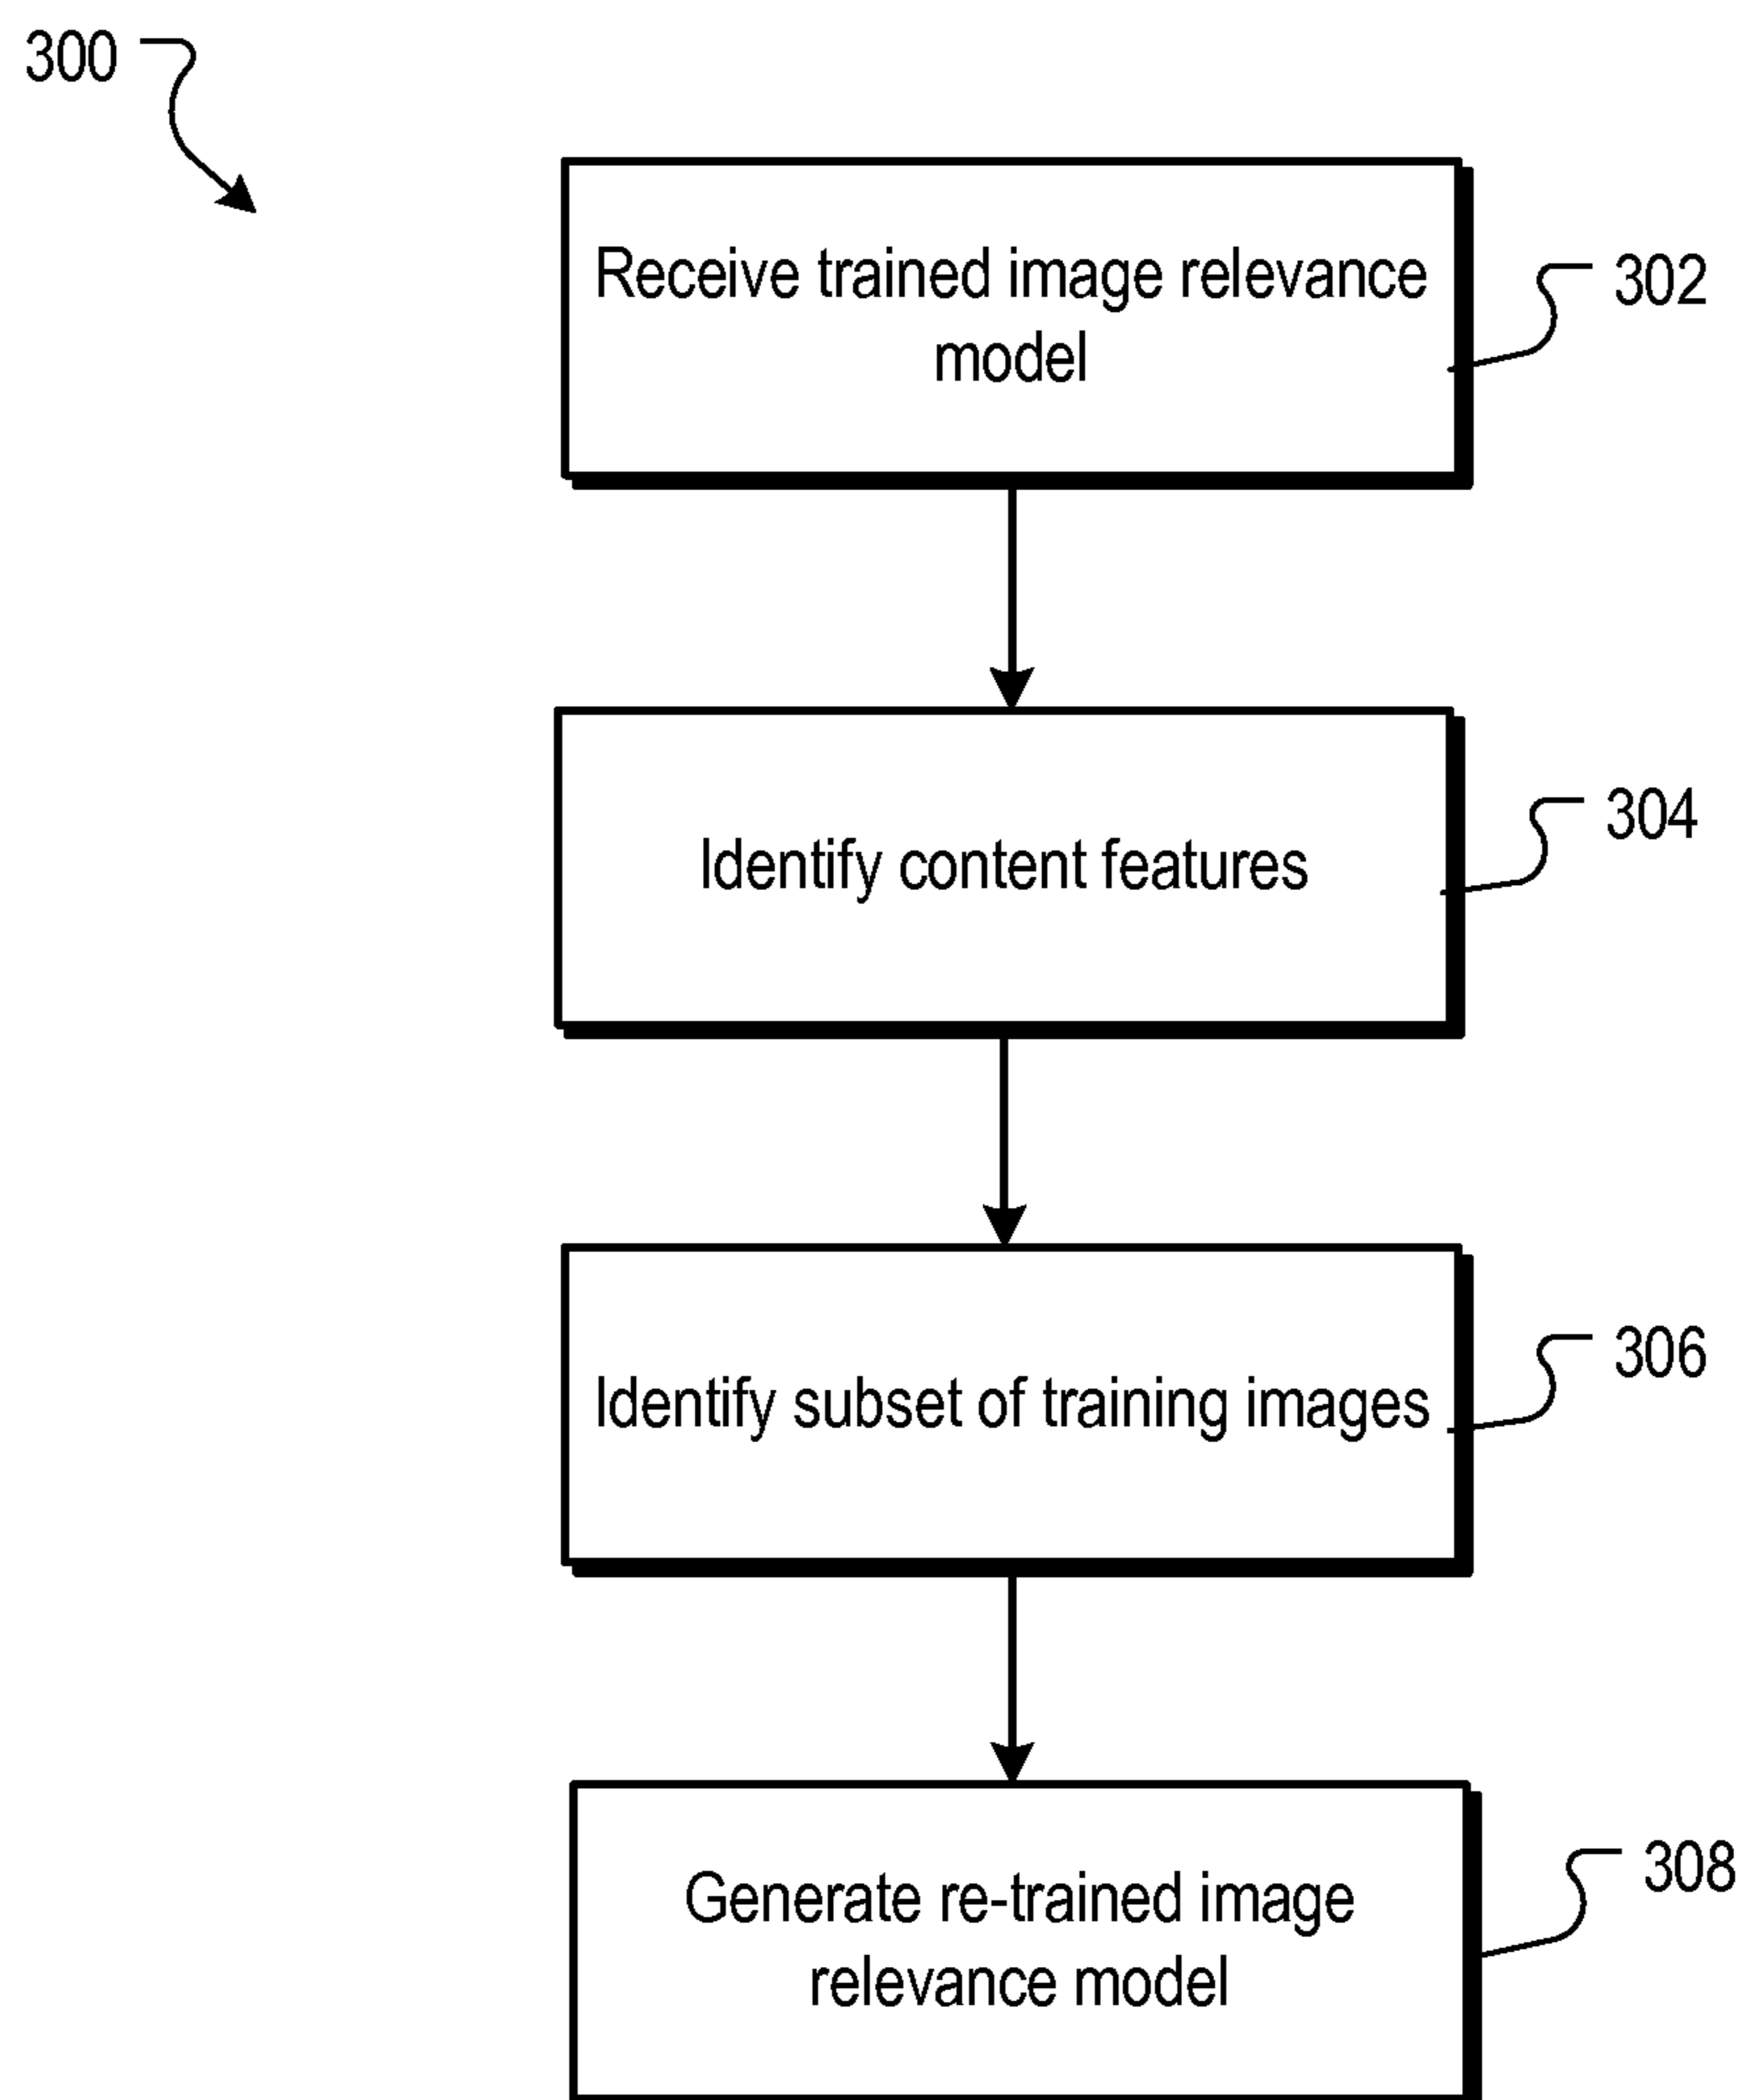 300
Receive trained image relevance
model
302
Identify content features
304
Identify subset of training images
306
Generate re-trained image
relevance model
308